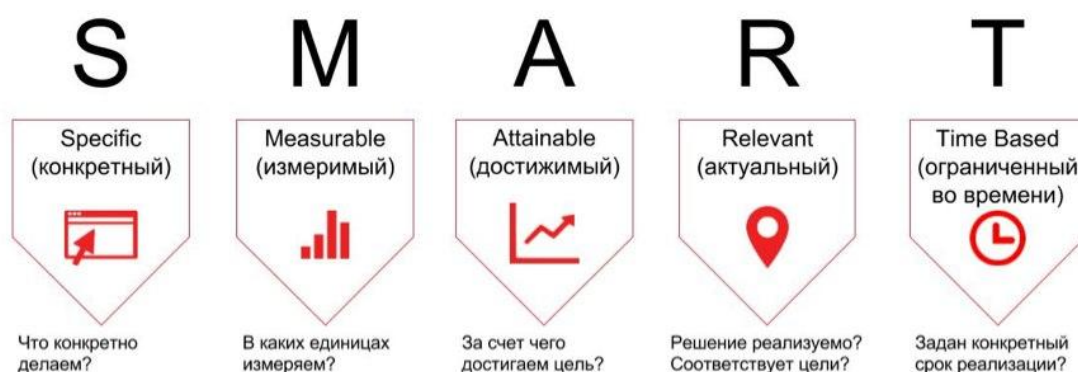 S M A R T
Specific
(конкретный)
Measurable
(измеримый)
Attainable
(достижимый)
Relevant
(актуальный)
Time Based
(ограниченный
во времени)
Что конкретно
делаем?
В каких единицах
измеряем?
За счет чего
достигаем цель?
Решение реализуемо?
Соответствует цели?
Задан конкретный
срок реализации?